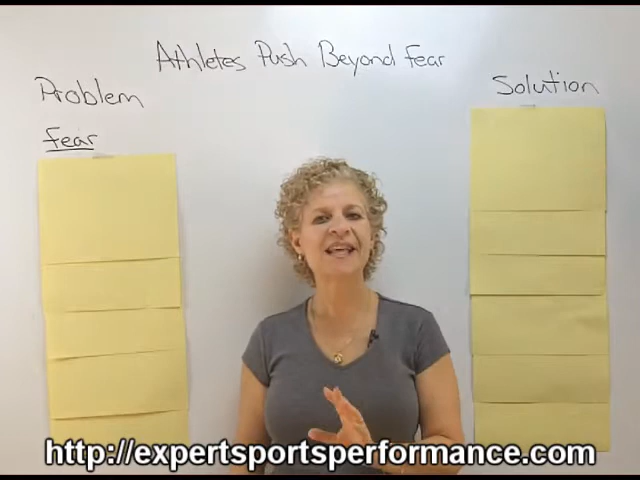 Athletes Push Beyond Fear
Problem
Solution
Fear
http://expertsportsperformance.com